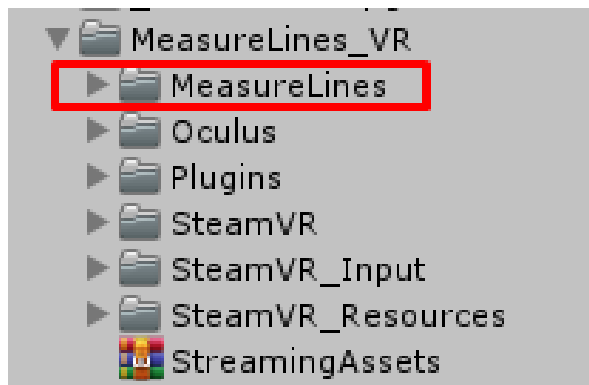 MeasureLines_VR
MeasureLines
Oculus
Plugins
SteamVR
SteamVR_Input
SteamVR_Resources
StreamingAssets